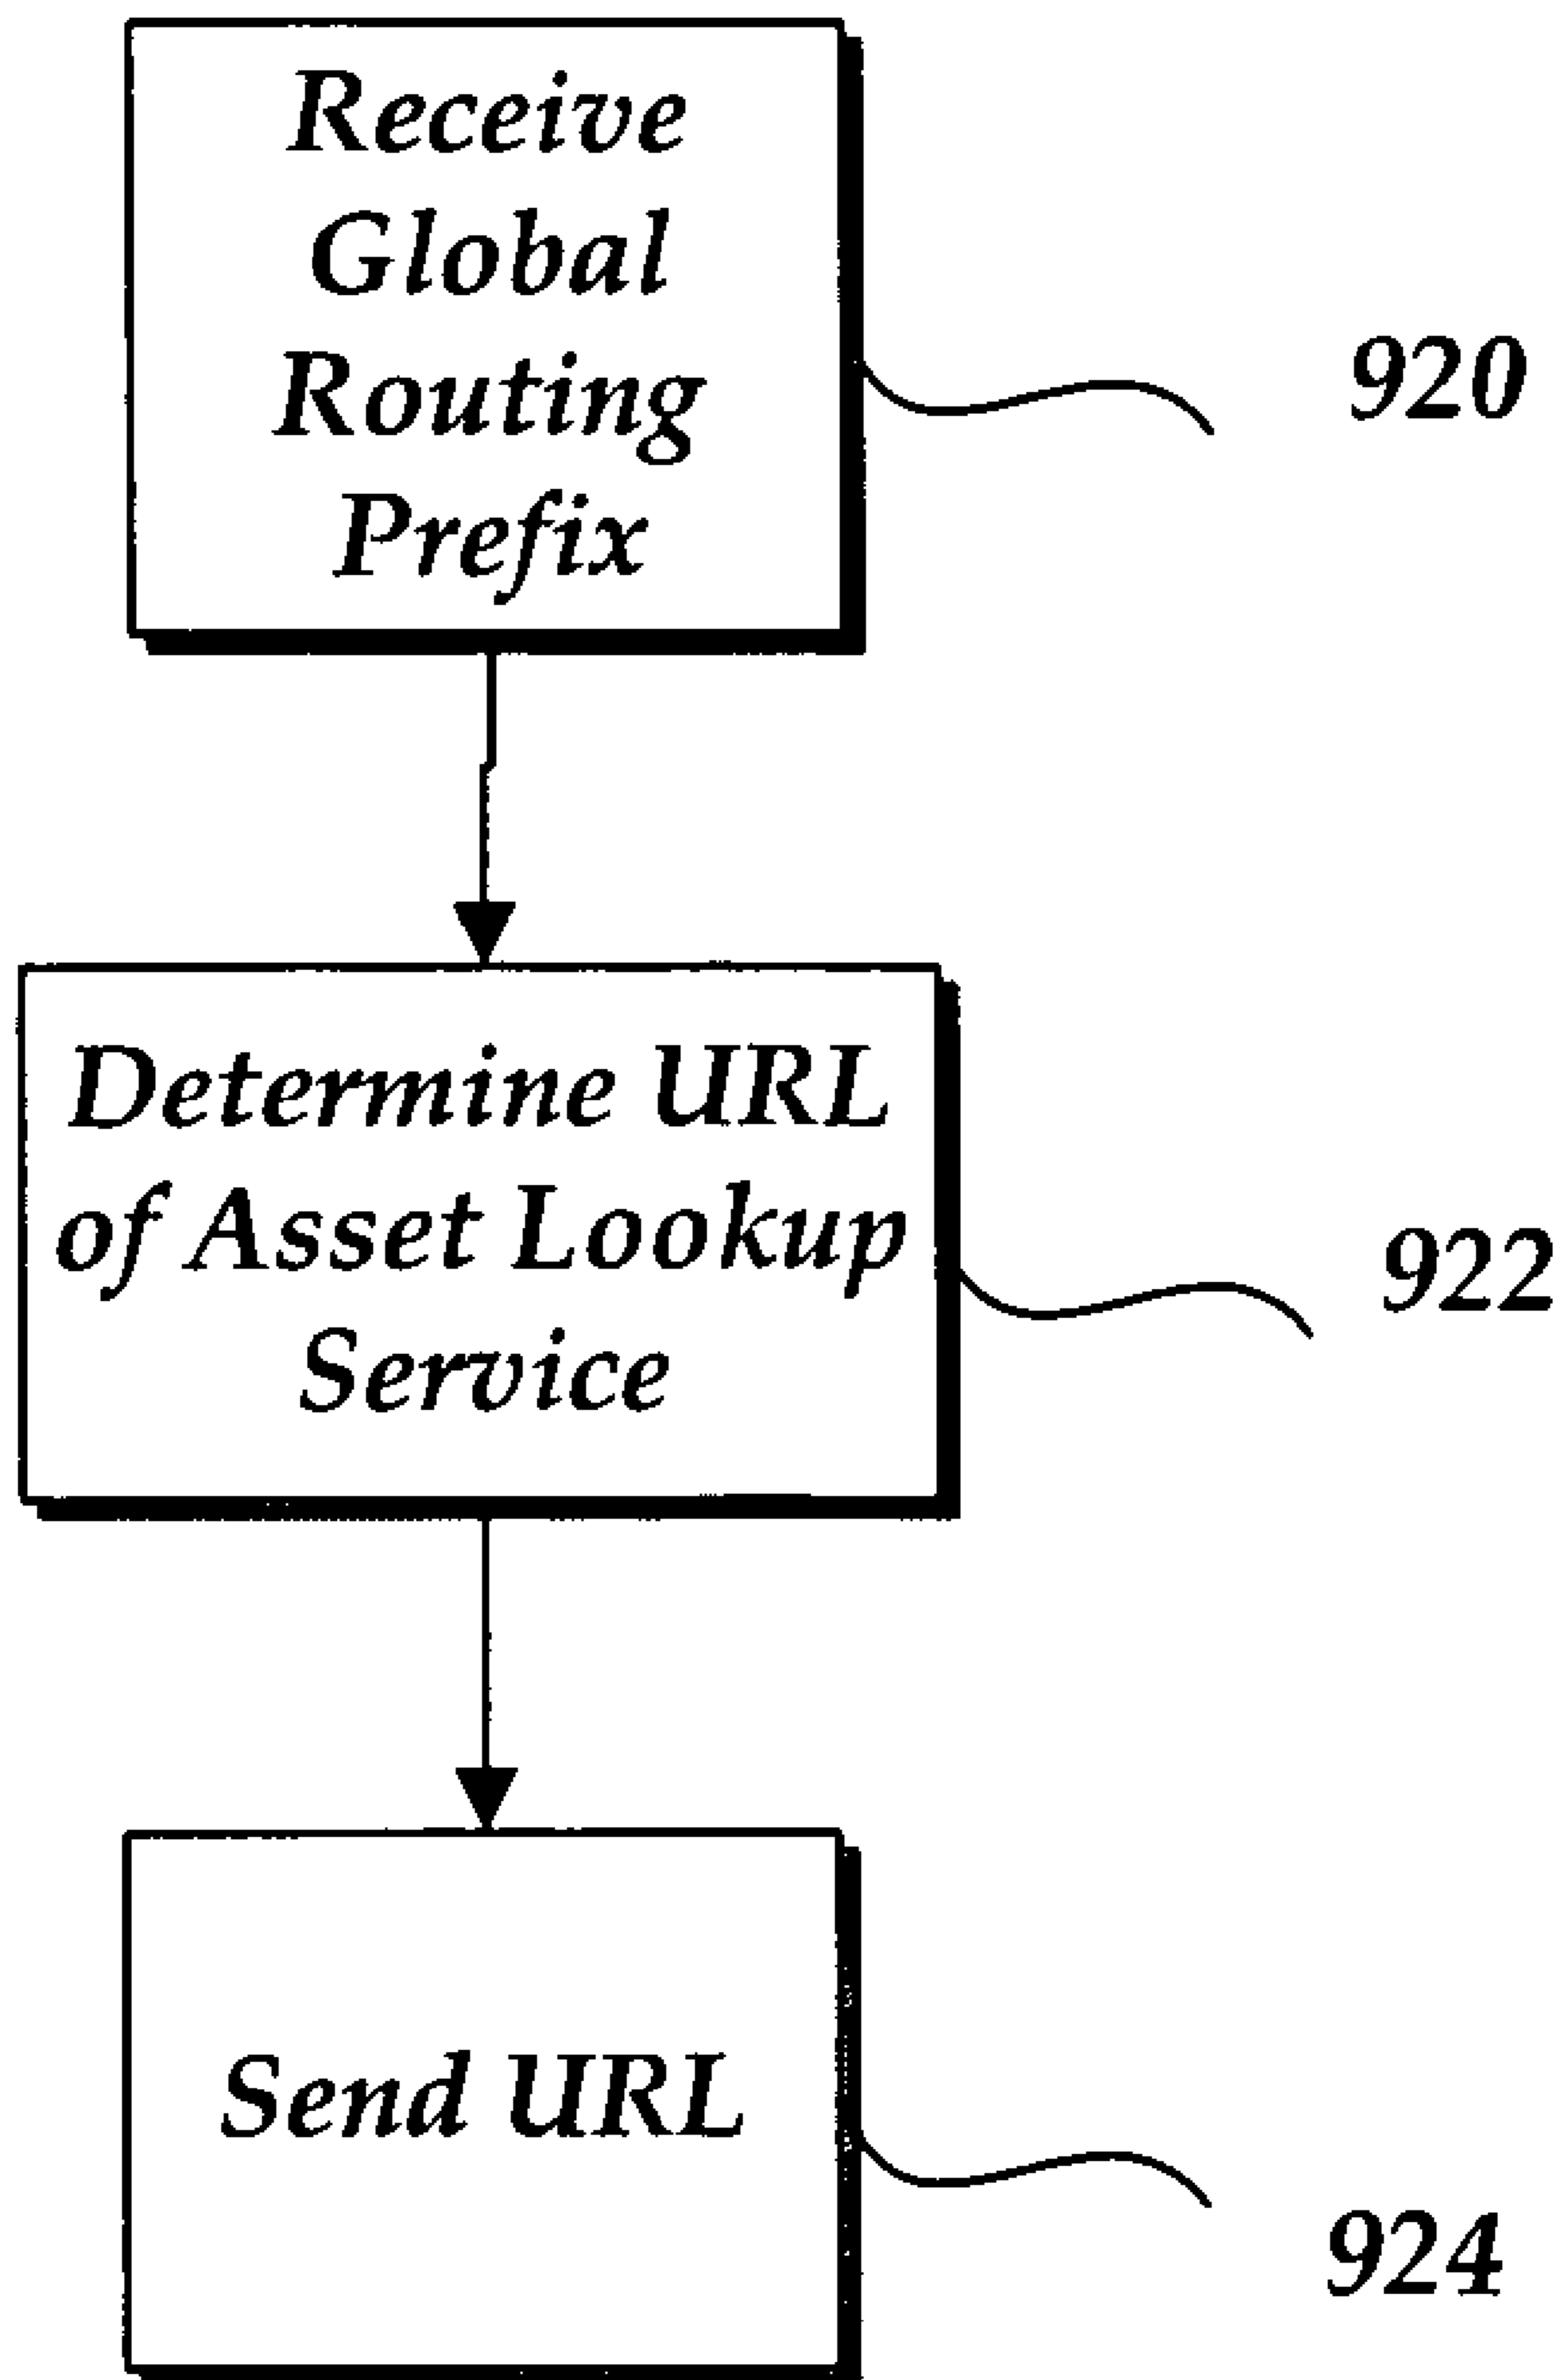 Receive
Global
Routing
Prefix
920
Determine URL
of Asset Lookup
Service
922
Send URL
924